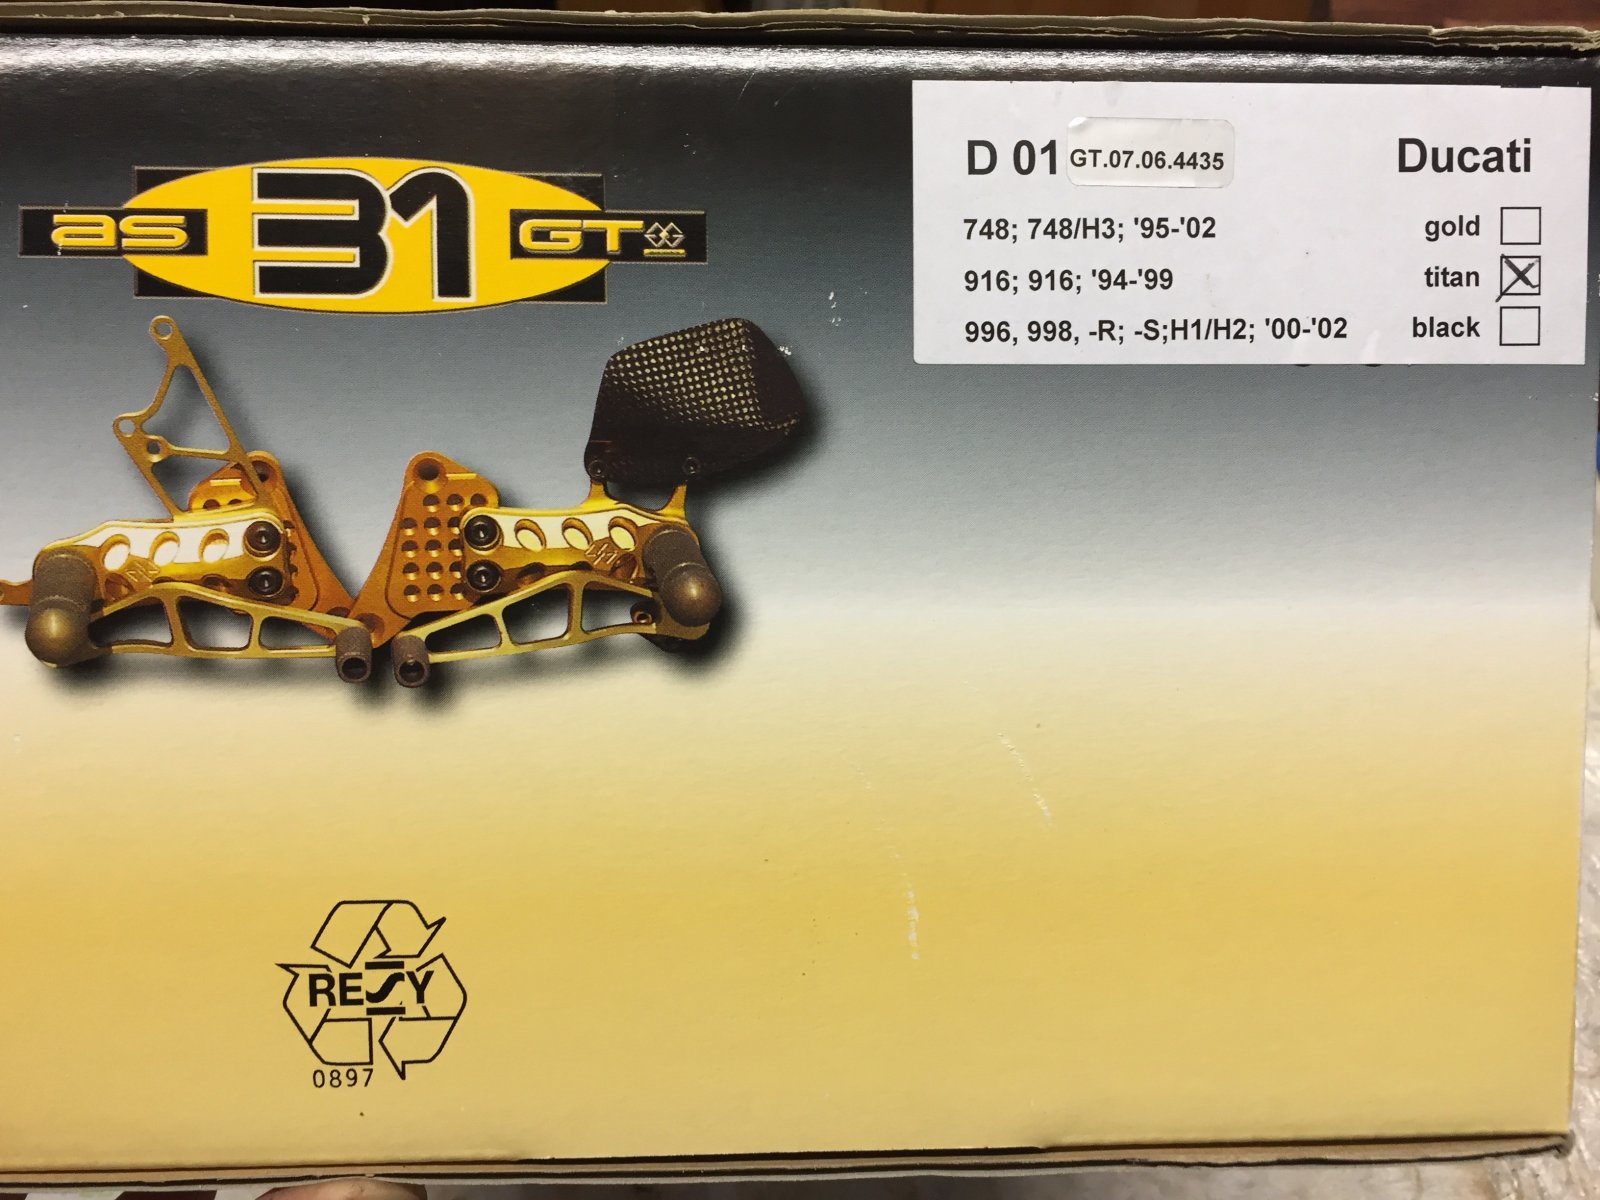 as 31 GT
D 01 GT.07.06.4435 Ducati
748; 748/H3; '95-'02 gold
916; 916; '94-'99 titan
996, 998, -R; -S;H1/H2; '00-'02 black
RESY
0897